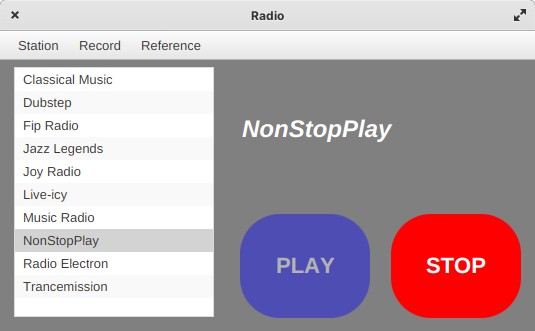 Radio
Station Record Reference
Classical Music
Dubstep
Fip Radio
Jazz Legends
Joy Radio
Live-icy
Music Radio
NonStopPlay
Radio Electron
Trancemission
NonStopPlay
PLAY STOP